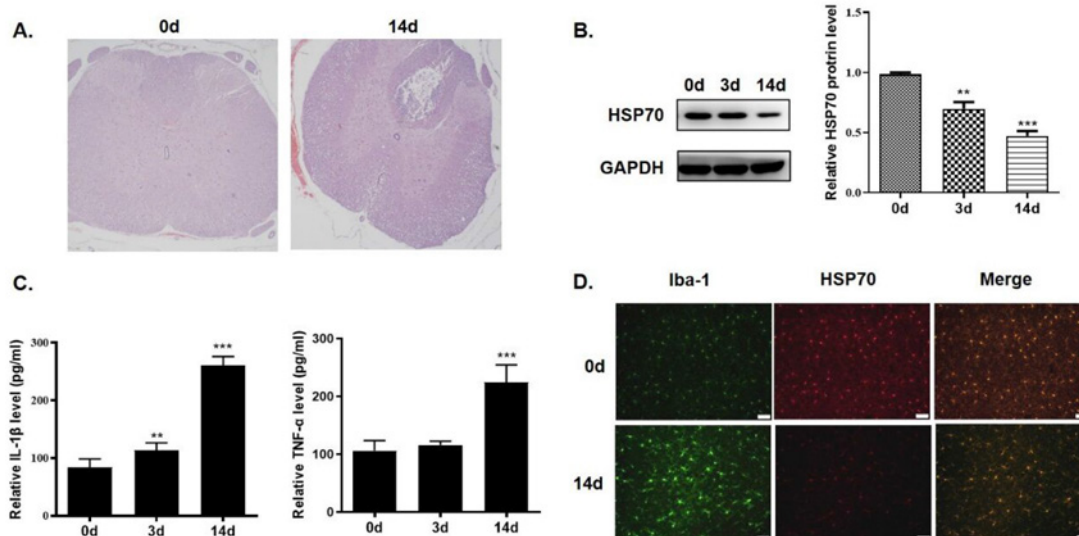 A.
0d
14d
B.
0d 3d 14d
HSP70
GAPDH
Relative HSP70 protrin level
1.5
1.0
0.5
0.0
**
***
0d 3d 14d
C.
Relative IL-1β level (pg/ml)
300
200
100
0
**
***
0d 3d 14d
Relative TNF-α level (pg/ml)
300
200
100
0
***
0d 3d 14d
D.
Iba-1 HSP70 Merge
0d
14d